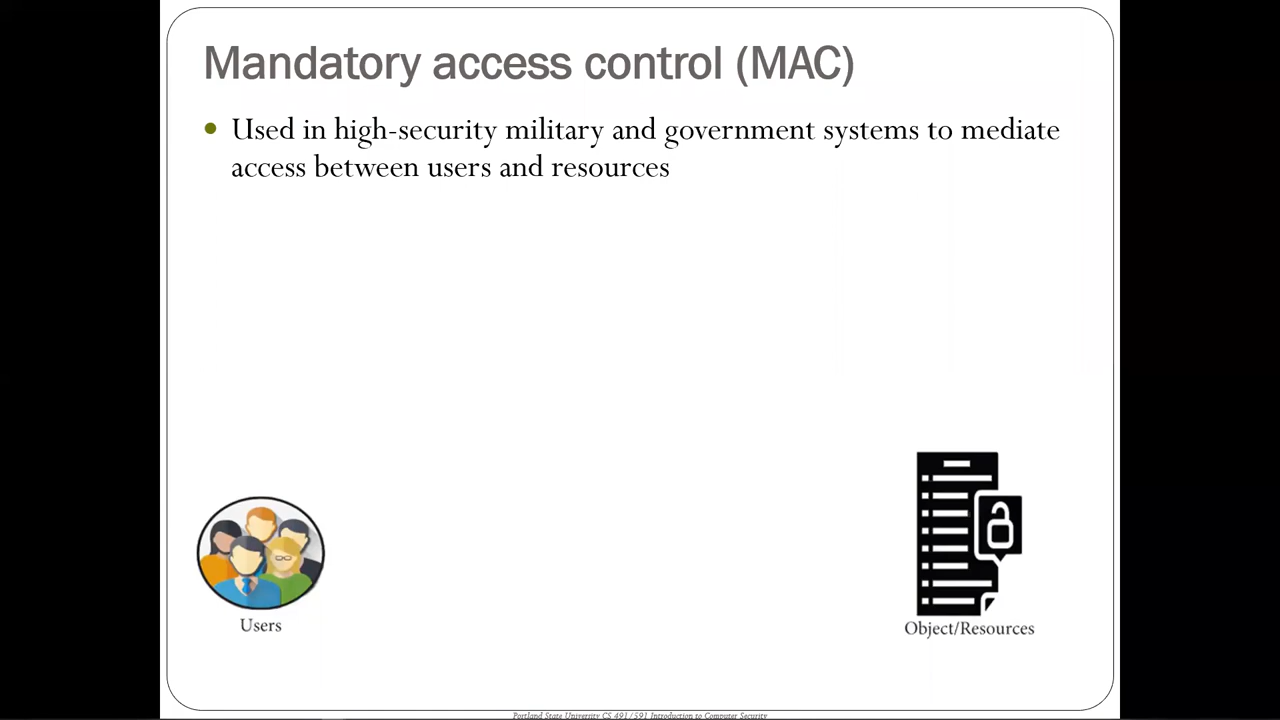 Mandatory access control (MAC)
• Used in high-security military and government systems to mediate
access between users and resources
Users
Object/Resources
Portland State University CS 491/591 Introduction to Computer Security